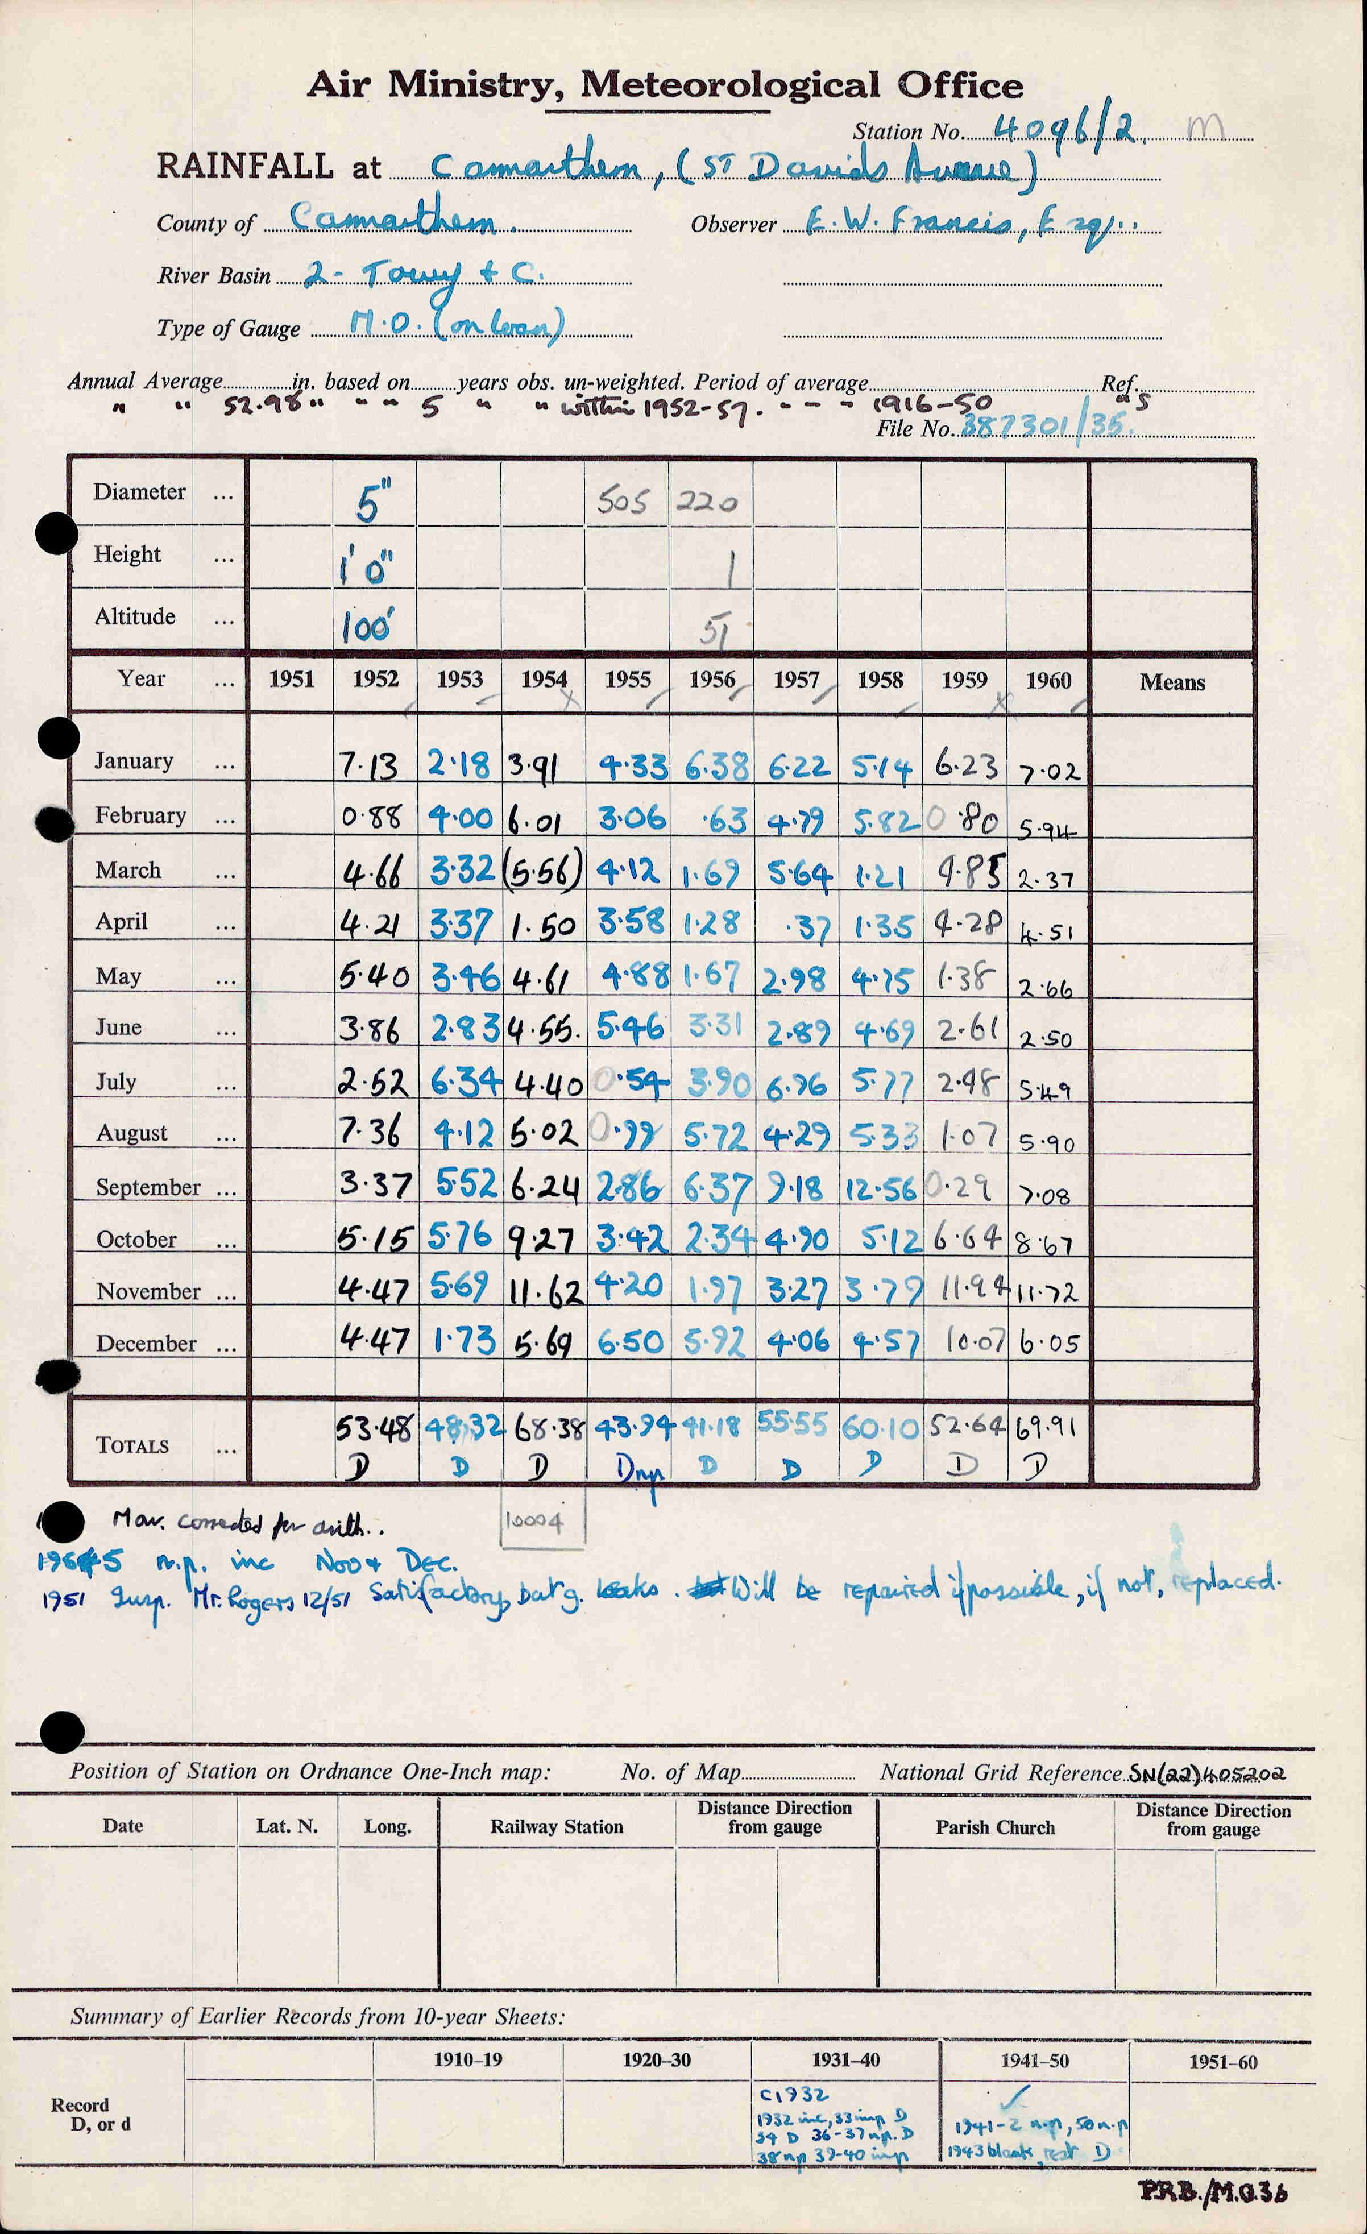 Air Ministry, Meteorological Office
Station No. 4096/2. m
RAINFALL at Carmarthen, (St Davids Avenue)
County of Carmarthen. Observer E. W. Francis, Esq.
River Basin 2- Towy + C.
Type of Gauge M.O. (on loan)
Annual Average in. based on years obs. un-weighted. Period of average Ref.
" " 52.98 " " " 5 " " within 1952-57. - - - 1916-50 " S
File No. 387301/35.
Diameter ... 5" 505 220
Height ... 1' 0" 1
Altitude ... 100' 51
Year ... 1951 1952 1953 1954 1955 1956 1957 1958 1959 1960 Means
January ... 7.13 2.18 3.91 4.33 6.38 6.22 5.14 6.23 7.02
February ... 0.88 4.00 6.01 3.06 .63 4.79 5.82 0.80 5.94
March ... 4.66 3.32 (5.56) 4.12 1.69 5.64 1.21 4.85 2.37
April ... 4.21 3.37 1.50 3.58 1.28 .37 1.35 4.28 4.51
May ... 5.40 3.46 4.61 4.88 1.67 2.98 4.75 1.38 2.66
June ... 3.86 2.83 4.55. 5.46 3.31 2.89 4.69 2.61 2.50
July ... 2.52 6.34 4.40 0.54 3.90 6.96 5.77 2.48 5.49
August ... 7.36 4.12 5.02 0.99 5.72 4.29 5.33 1.07 5.90
September ... 3.37 5.52 6.24 2.86 6.37 9.18 12.56 0.29 7.08
October ... 5.15 5.76 9.27 3.42 2.34 4.90 5.12 6.64 8.67
November ... 4.47 5.69 11.62 4.20 1.97 3.27 3.79 11.94 11.72
December ... 4.47 1.73 5.69 6.50 5.92 4.06 4.57 10.07 6.05
TOTALS ... 53.48 48.32 68.38 43.94 41.18 55.55 60.10 52.64 69.91
D D D Dnp D D D D D
Mar. corrected for arith.. 10004
5 n.p. inc Nov + Dec.
1951 Insp. Mr. Rogers 12/51 Satisfactory, but g. leaks. Will be repaired if possible, if not, replaced.
Position of Station on Ordnance One-Inch map: No. of Map National Grid Reference SN(22)405202
Date Lat. N. Long. Railway Station Distance Direction from gauge Parish Church Distance Direction from gauge
Summary of Earlier Records from 10-year Sheets:
1910–19 1920–30 1931–40 1941–50 1951–60
Record D, or d
C1932
1932 inc, 33 imp D
34 D 36-37 np. D
38 np 39-40 imp
✓
1941-2 n.p, 50 n.p
1943 blank, rest D
P.R.B./M.O.36